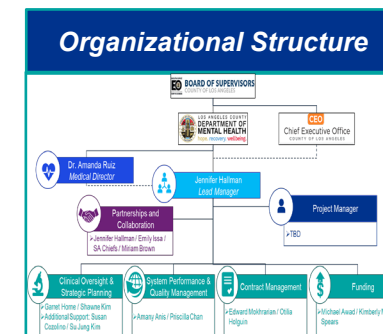 Organizational Structure
BOARD OF SUPERVISORS
COUNTY OF LOS ANGELES
LOS ANGELES COUNTY
DEPARTMENT OF
MENTAL HEALTH
hope. recovery. wellbeing.
CEO
Chief Executive Office
COUNTY OF LOS ANGELES
Dr. Amanda Ruiz
Medical Director
Jennifer Hallman
Lead Manager
Partnerships and
Collaboration
➢Jennifer Hallman / Emily Issa /
SA Chiefs / Miriam Brown
Project Manager
➢TBD
Clinical Oversight &
Strategic Planning
➢Garret Home / Shawne Kim
➢Additional Support: Susan
Cozolino / Su Jung Kim
System Performance &
Quality Management
➢Amany Anis / Priscilla Chan
Contract Management
➢Edward Mokhtarian / Otilia
Holguin
Funding
➢Michael Awad / Kimberly
Spears